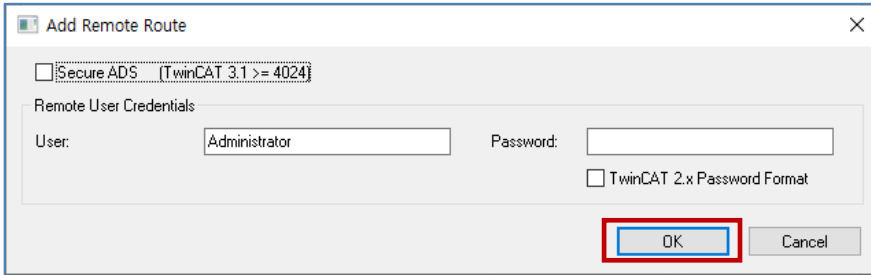 Add Remote Route
Secure ADS (TwinCAT 3.1 >= 4024)
Remote User Credentials
User: Administrator Password:
TwinCAT 2.x Password Format
OK Cancel